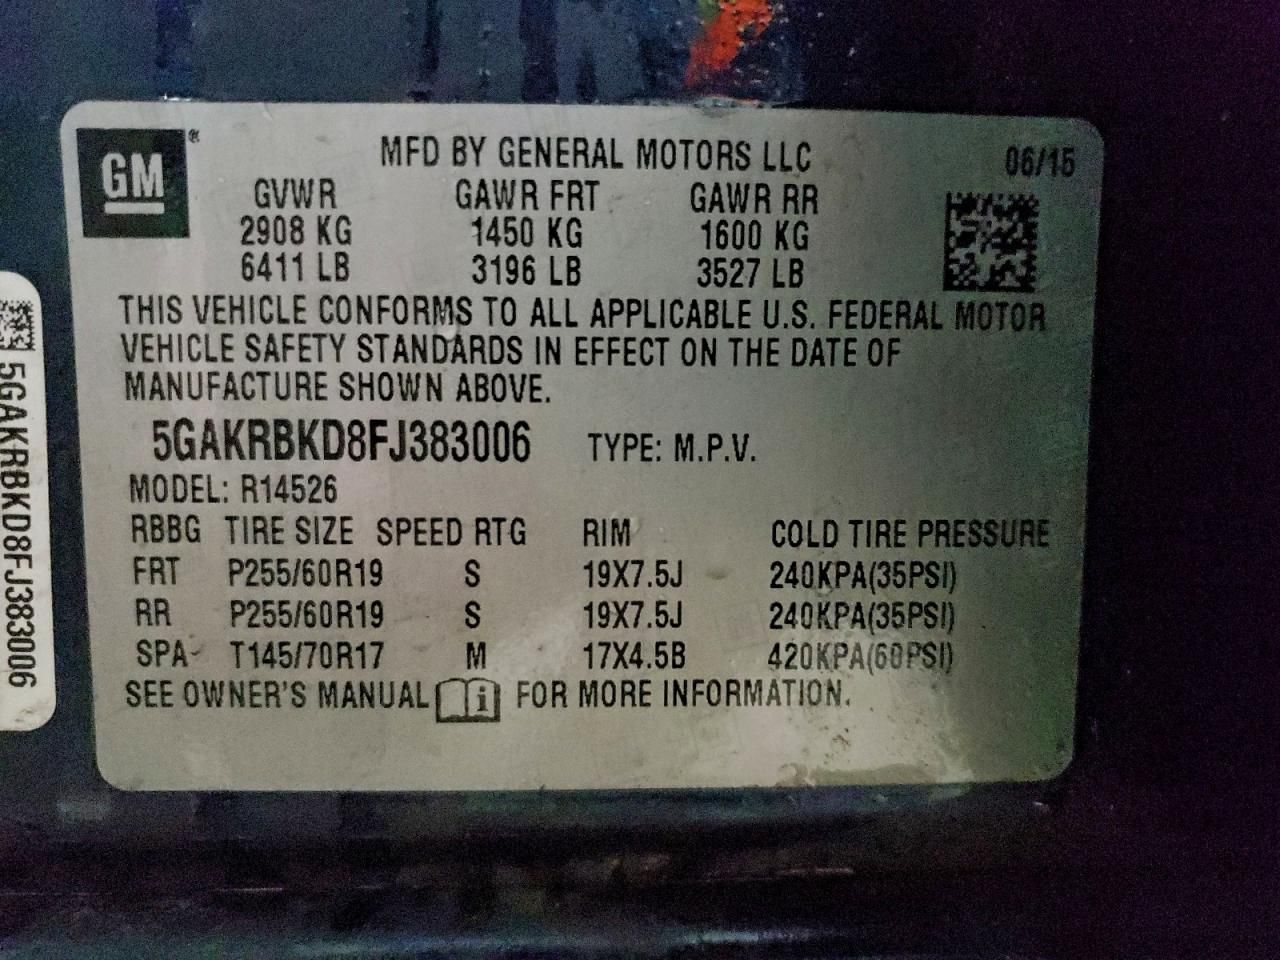 GM®
MFD BY GENERAL MOTORS LLC 06/15
GVWR GAWR FRT GAWR RR
2908 KG 1450 KG 1600 KG
6411 LB 3196 LB 3527 LB
THIS VEHICLE CONFORMS TO ALL APPLICABLE U.S. FEDERAL MOTOR
VEHICLE SAFETY STANDARDS IN EFFECT ON THE DATE OF
MANUFACTURE SHOWN ABOVE.
5GAKRBKD8FJ383006 TYPE: M.P.V.
MODEL: R14526
RBBG TIRE SIZE SPEED RTG RIM COLD TIRE PRESSURE
FRT P255/60R19 S 19X7.5J 240KPA(35PSI)
RR P255/60R19 S 19X7.5J 240KPA(35PSI)
SPA P T145/70R17 M 17X4.5B 420KPA(60PSI)
SEE OWNER'S MANUAL i FOR MORE INFORMATION.
5GAKRBKD8FJ383006